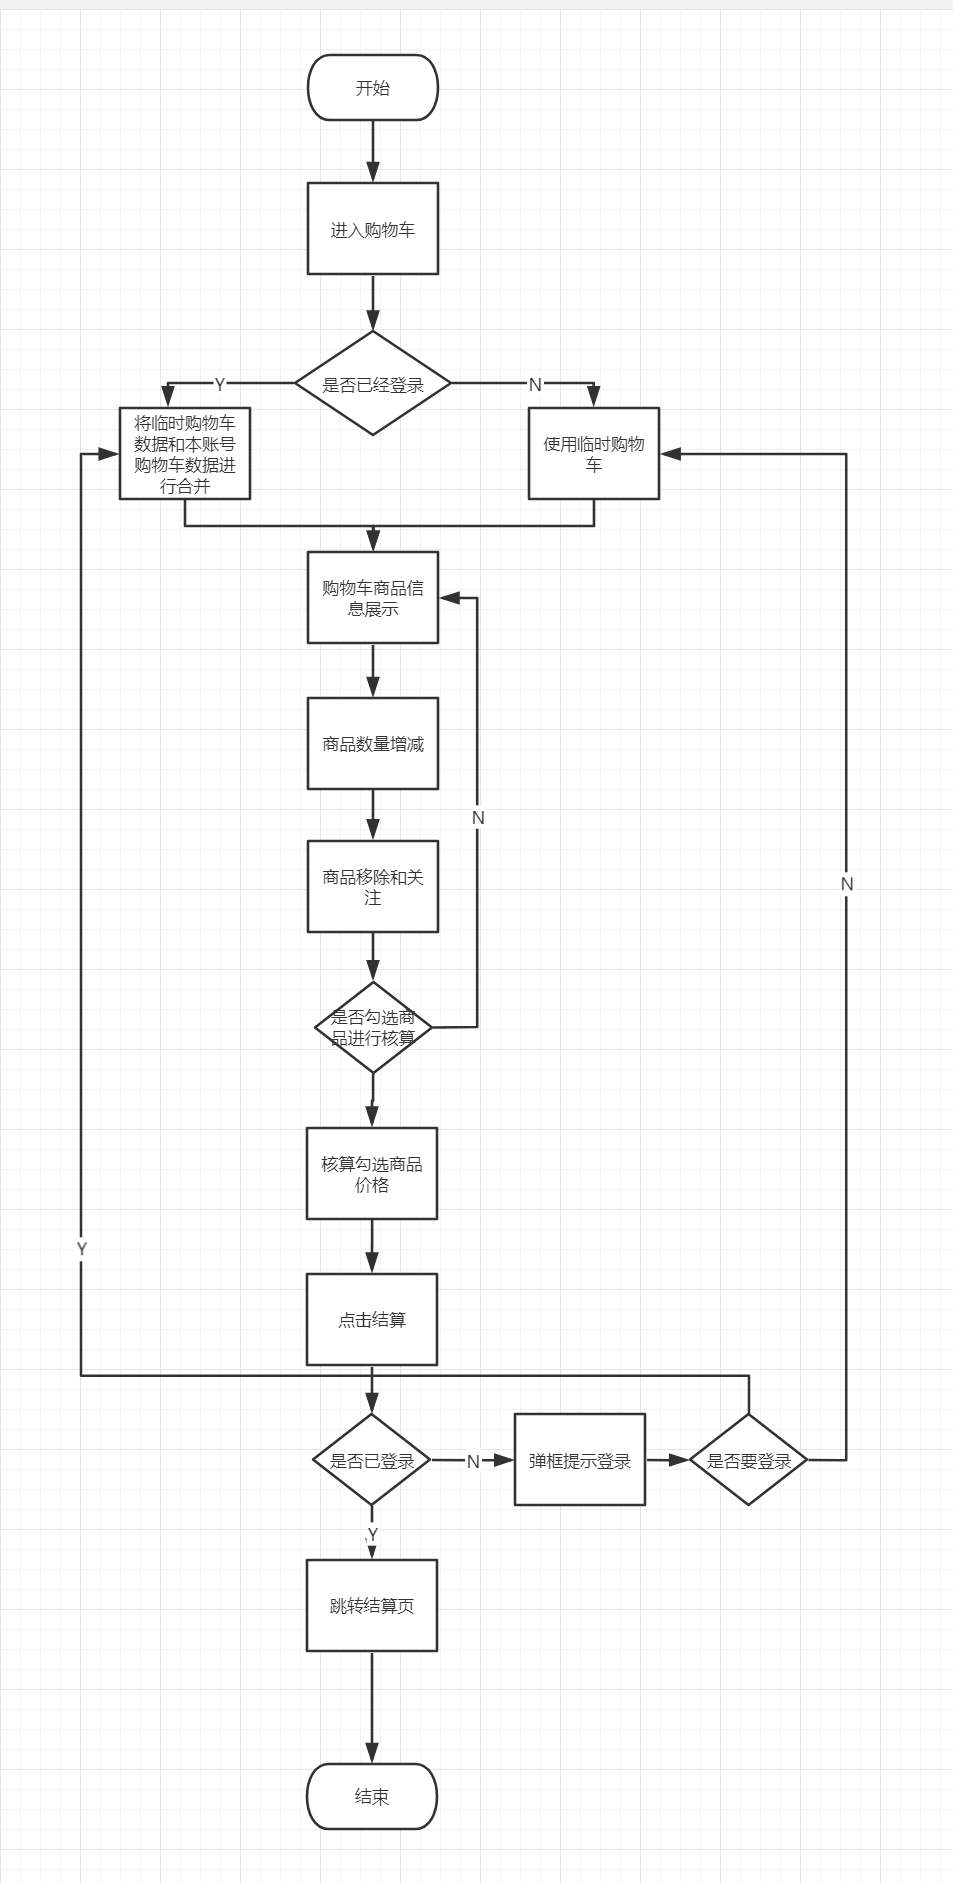 开始
进入购物车
是否已经登录
Y
N
将临时购物车
数据和本账号
购物车数据进
行合并
使用临时购物
车
购物车商品信
息展示
商品数量增减
N
商品移除和关
注
N
是否勾选商
品进行核算
核算勾选商品
价格
Y
点击结算
是否已登录
N
弹框提示登录
是否要登录
Y
跳转结算页
结束